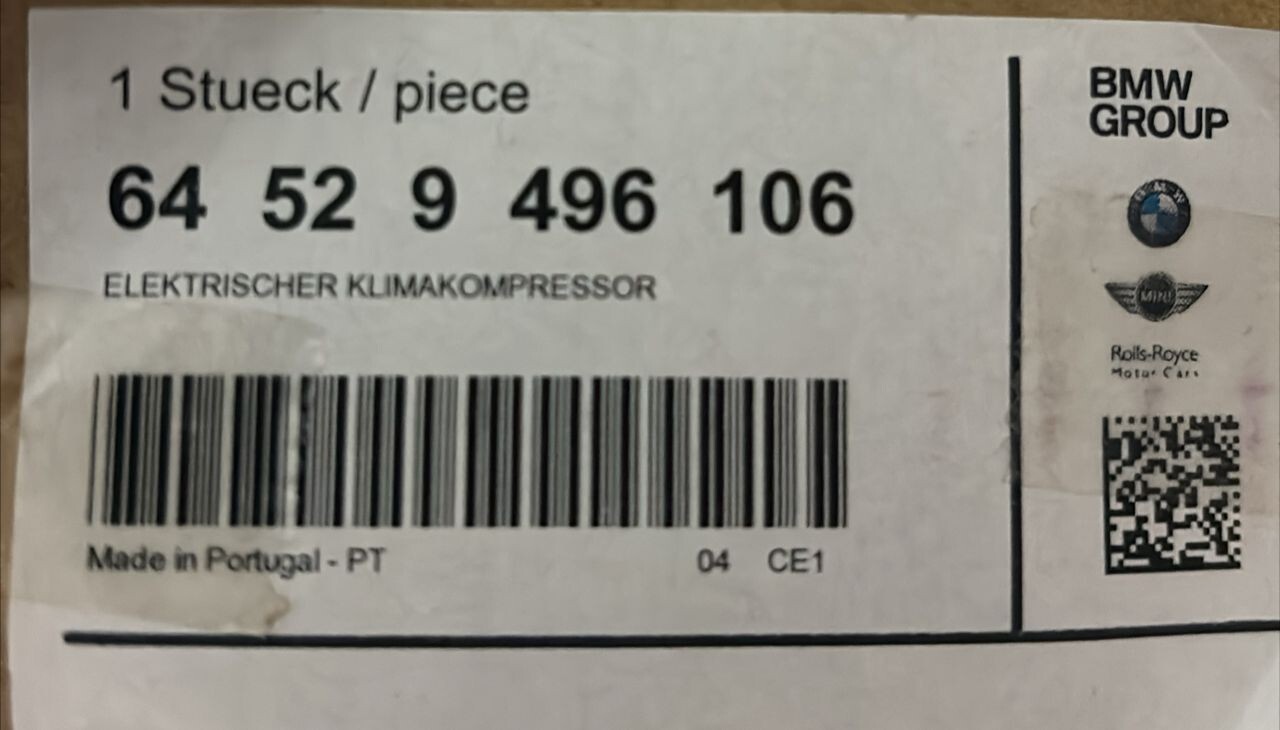 1 Stueck / piece
64 52 9 496 106
ELEKTRISCHER KLIMAKOMPRESSOR
Made in Portugal - PT
04 CE1
BMW
GROUP
BMW
MINI
Rolls-Royce
Motor Cars